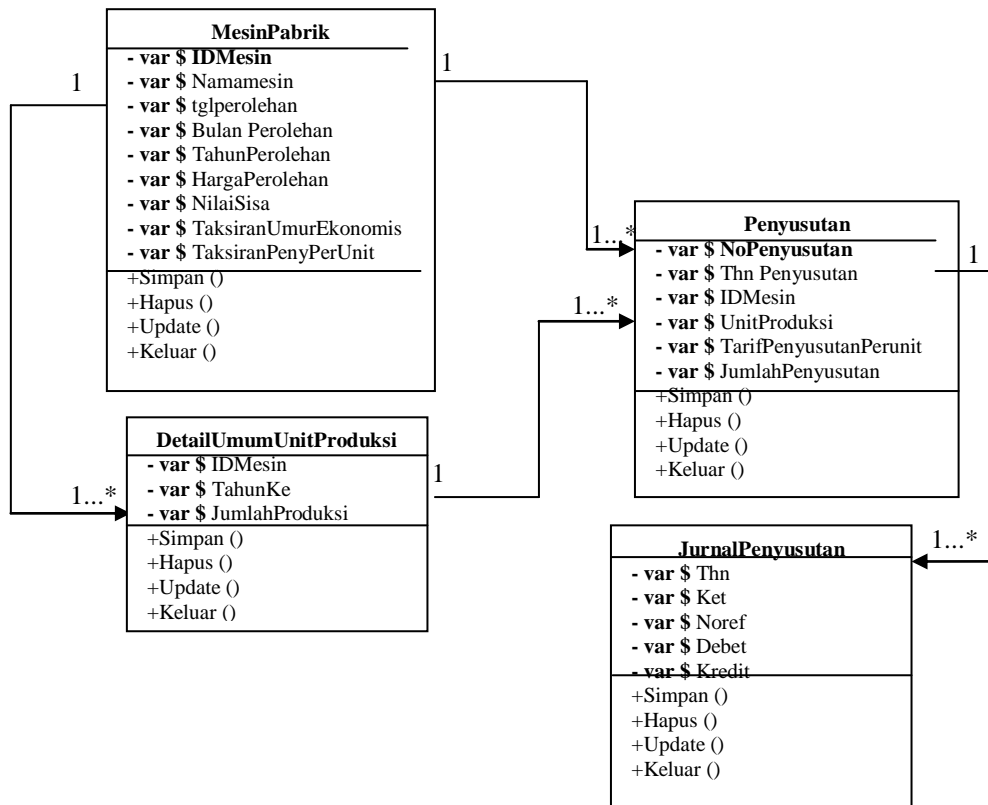 MesinPabrik
- var $ IDMesin
- var $ Namamesin
- var $ tglperolehan
- var $ Bulan Perolehan
- var $ TahunPerolehan
- var $ HargaPerolehan
- var $ NilaiSisa
- var $ TaksiranUmurEkonomis
- var $ TaksiranPenyPerUnit
+Simpan ()
+Hapus ()
+Update ()
+Keluar ()
1
1
1...*
Penyusutan
- var $ NoPenyusutan
- var $ Thn Penyusutan
- var $ IDMesin
- var $ UnitProduksi
- var $ TarifPenyusutanPerunit
- var $ JumlahPenyusutan
+Simpan ()
+Hapus ()
+Update ()
+Keluar ()
1
1...*
DetailUmumUnitProduksi
- var $ IDMesin
- var $ TahunKe
- var $ JumlahProduksi
+Simpan ()
+Hapus ()
+Update ()
+Keluar ()
1
1...*
JurnalPenyusutan
- var $ Thn
- var $ Ket
- var $ Noref
- var $ Debet
- var $ Kredit
+Simpan ()
+Hapus ()
+Update ()
+Keluar ()
1...*